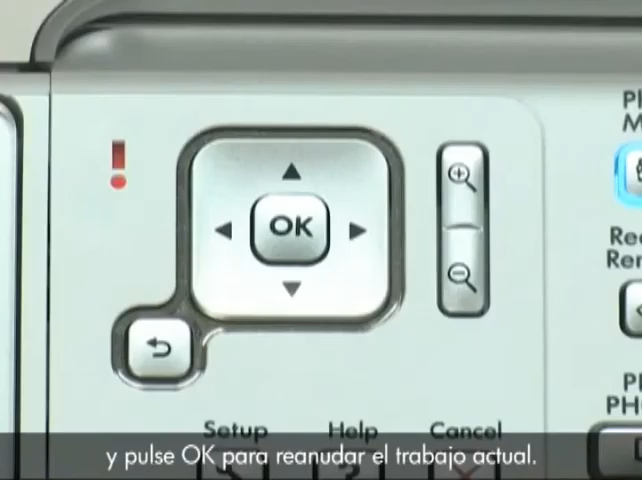 OK
Setup
Help
Cancel
y pulse OK para reanudar el trabajo actual.